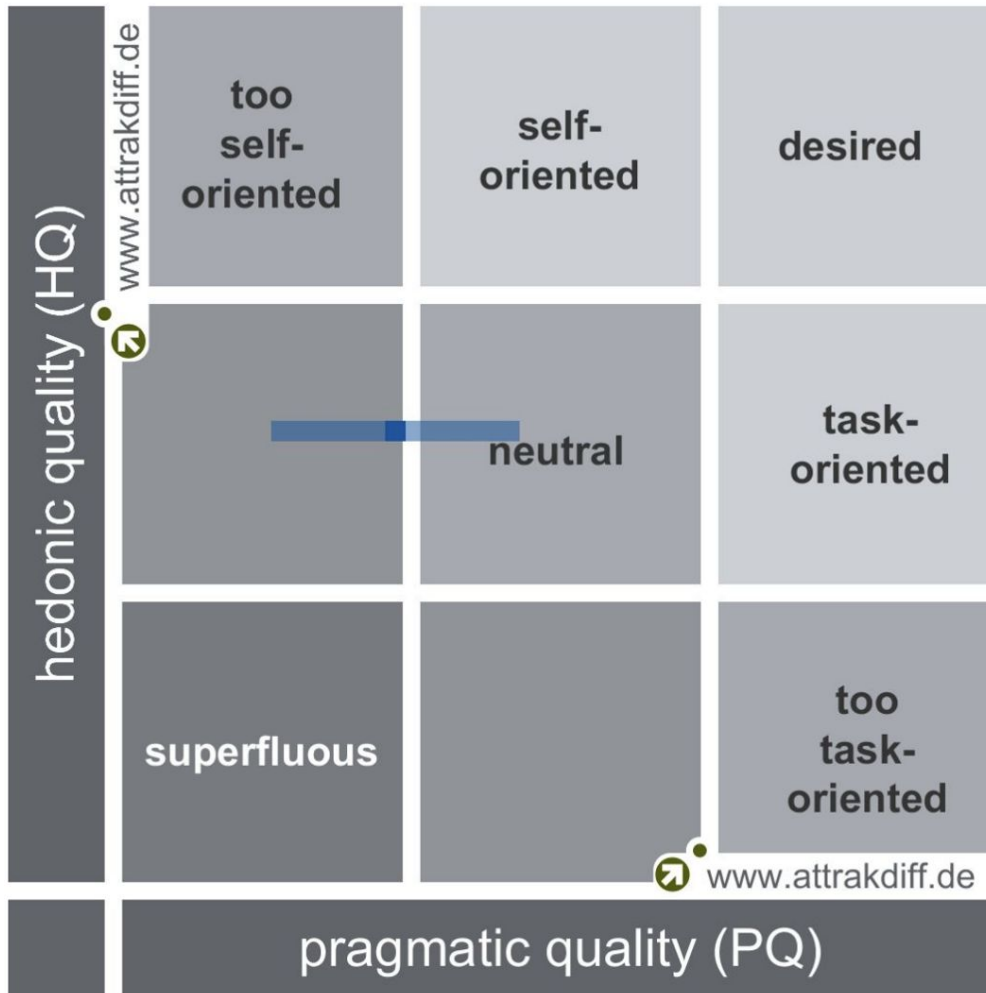 www.attrakdiff.de
too
self-
oriented
self-
oriented
desired
hedonic quality (HQ)
neutral
task-
oriented
superfluous
too
task-
oriented
www.attrakdiff.de
pragmatic quality (PQ)